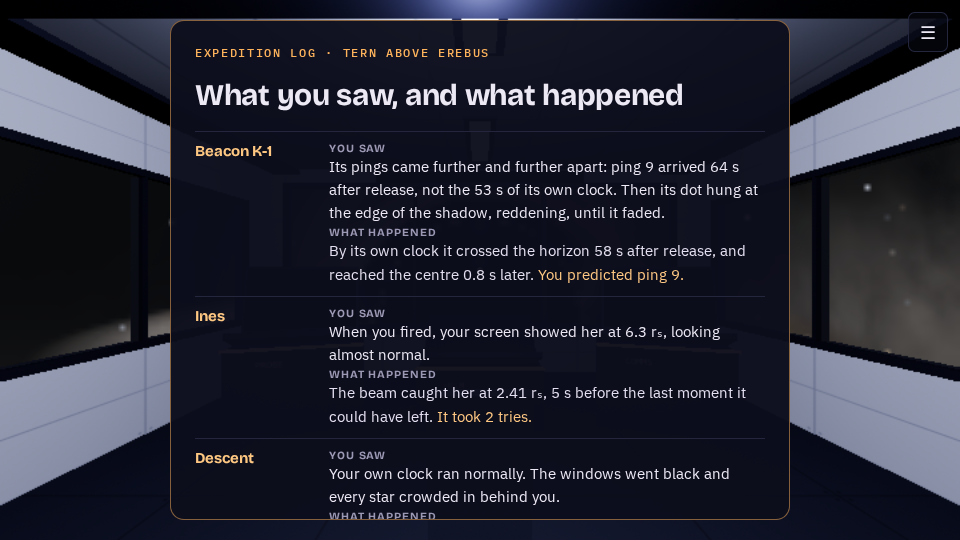 EXPEDITION LOG · TERN ABOVE EREBUS
☰
What you saw, and what happened
Beacon K-1
YOU SAW
Its pings came further and further apart: ping 9 arrived 64 s
after release, not the 53 s of its own clock. Then its dot hung at
the edge of the shadow, reddening, until it faded.
WHAT HAPPENED
By its own clock it crossed the horizon 58 s after release, and
reached the centre 0.8 s later. You predicted ping 9.
Ines
YOU SAW
When you fired, your screen showed her at 6.3 rₛ, looking
almost normal.
WHAT HAPPENED
The beam caught her at 2.41 rₛ, 5 s before the last moment it
could have left. It took 2 tries.
Descent
YOU SAW
Your own clock ran normally. The windows went black and
every star crowded in behind you.
WHAT HAPPENED